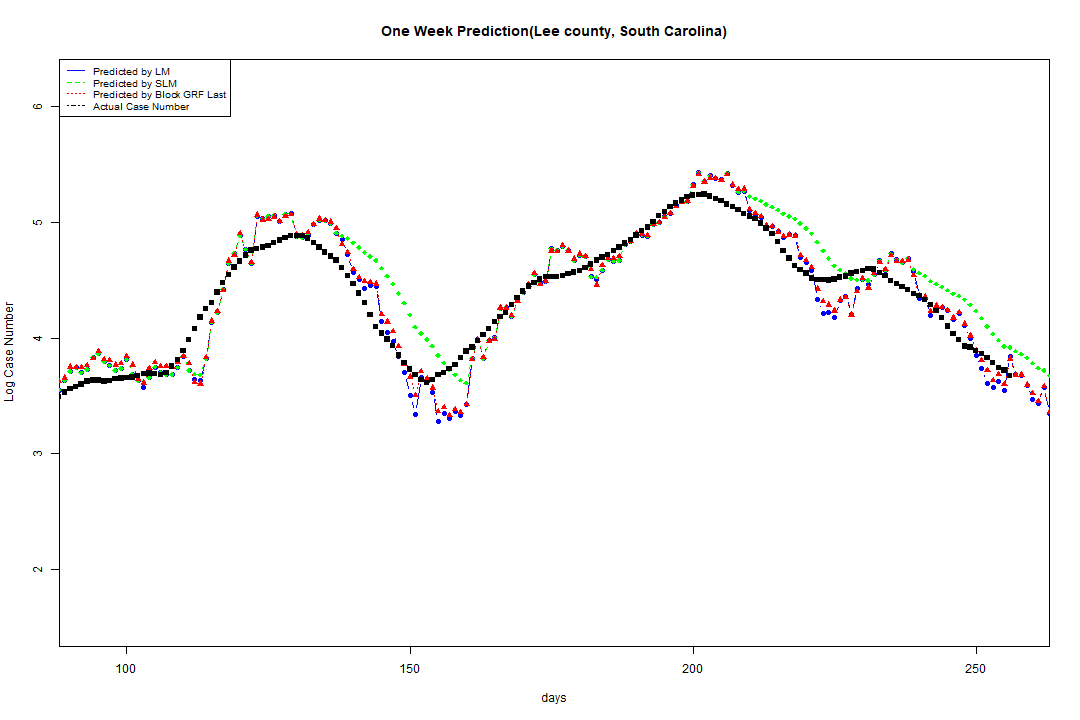 One Week Prediction(Lee county, South Carolina)
Predicted by LM
Predicted by SLM
Predicted by Block GRF Last
Actual Case Number
6
5
4
3
2
Log Case Number
100 150 200 250
days